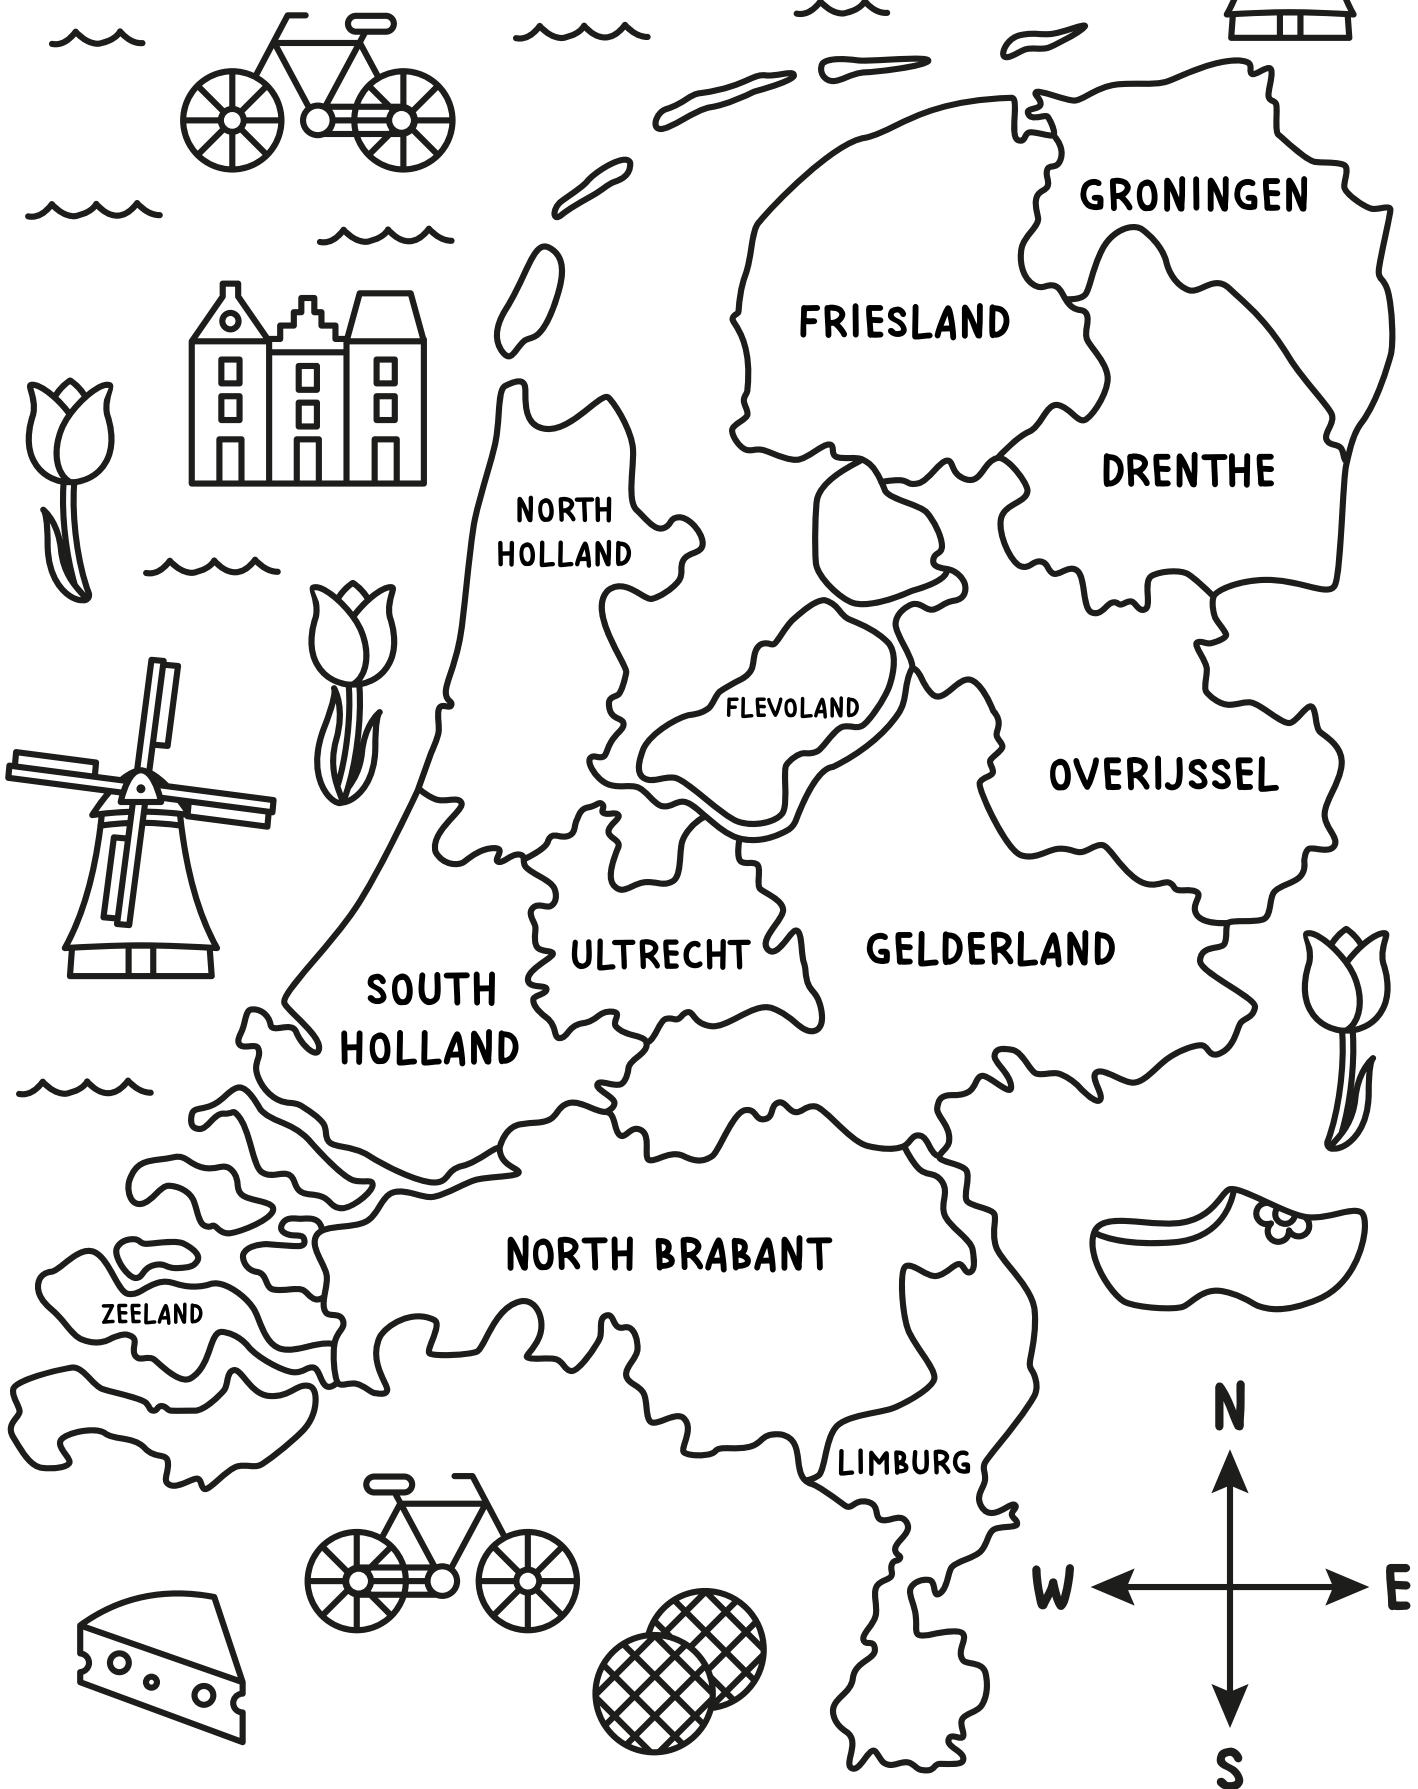 GRONINGEN
FRIESLAND
DRENTHE
NORTH
HOLLAND
FLEVOLAND
OVERIJSSEL
ULTRECHT
GELDERLAND
SOUTH
HOLLAND
NORTH BRABANT
ZEELAND
LIMBURG
N
W
E
S